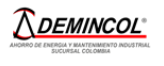 DEMINCOL®
AHORRO DE ENERGIA Y MANTENIMIENTO INDUSTRIAL
SUCURSAL COLOMBIA